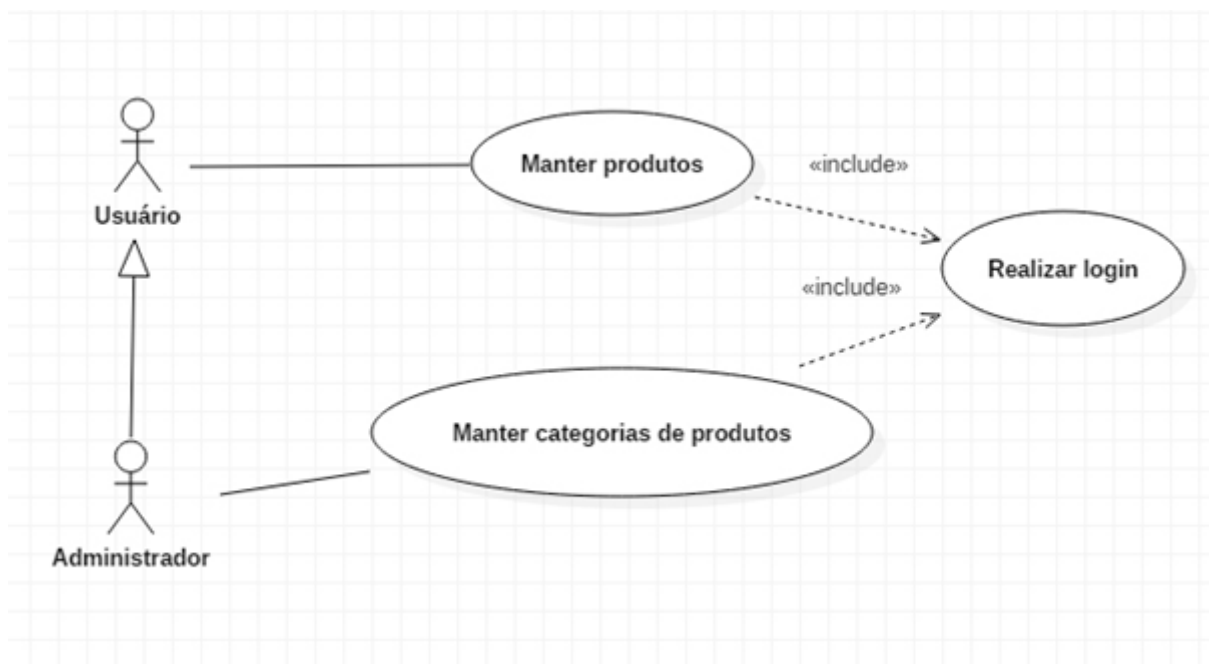 Manter produtos
«include»
Usuário
Realizar login
«include»
Manter categorias de produtos
Administrador